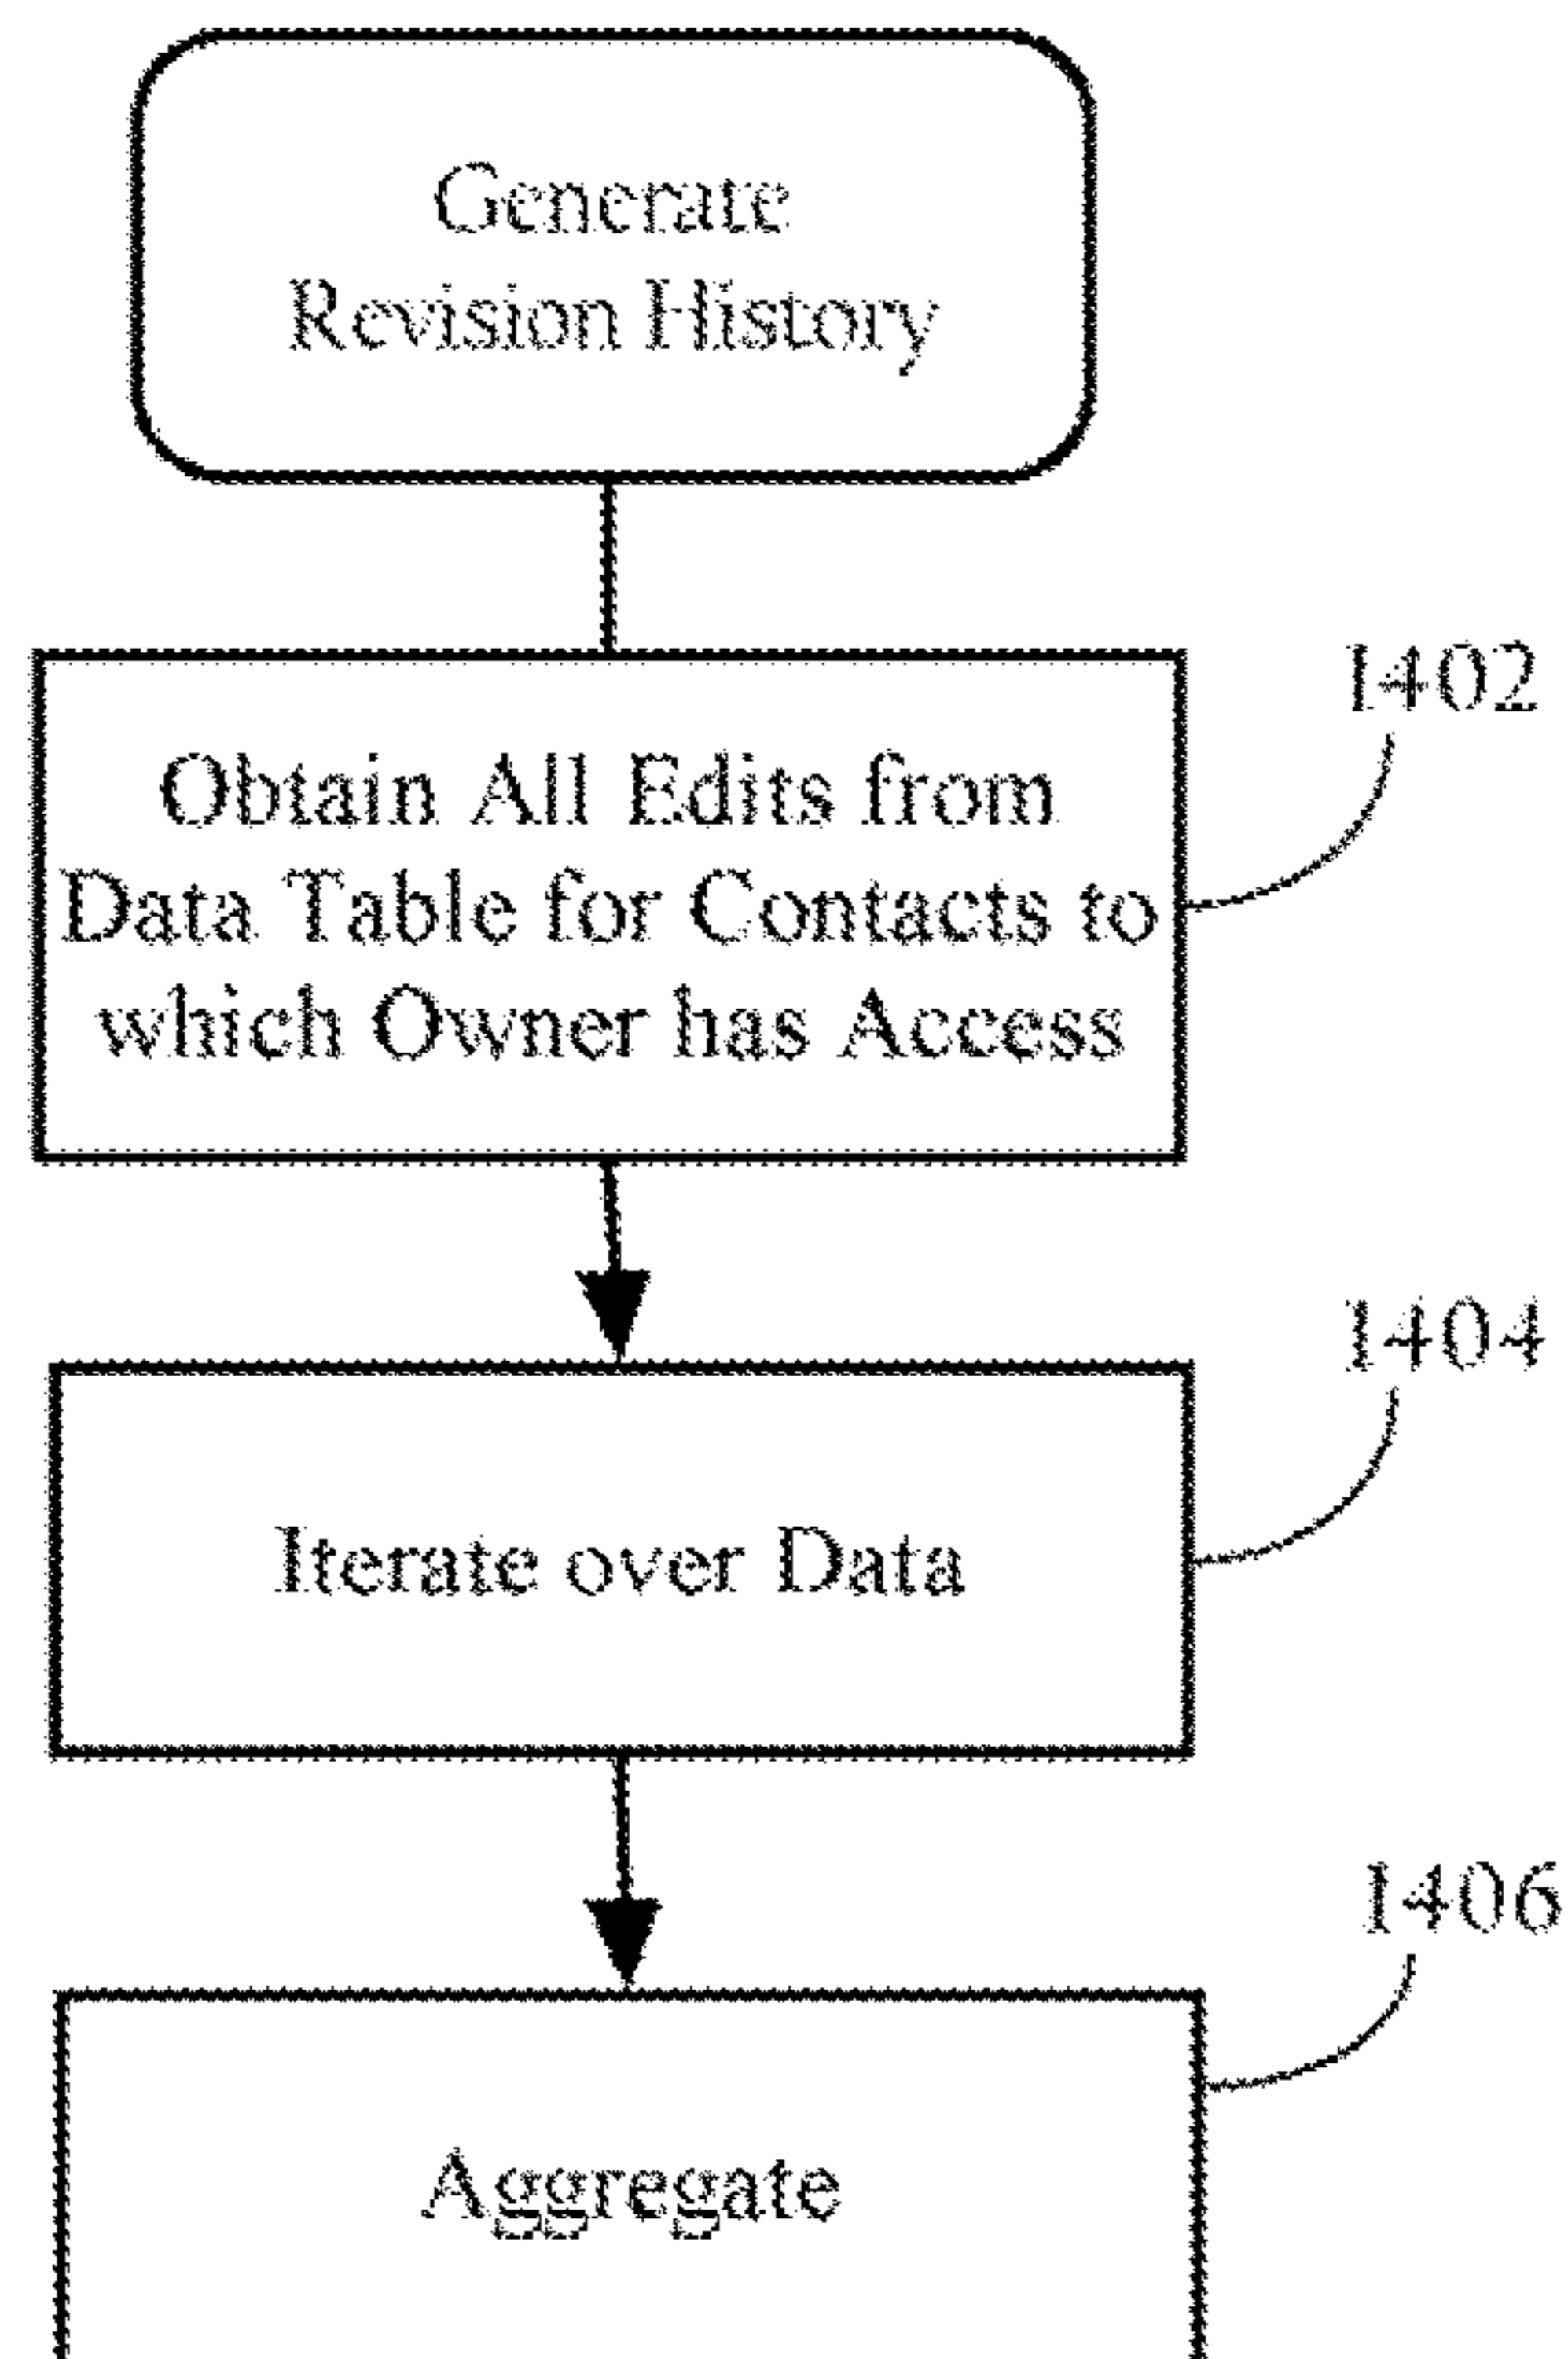 Generate
Revision History
1402
Obtain All Edits from
Data Table for Contacts to
which Owner has Access
1404
Iterate over Data
1406
Aggregate